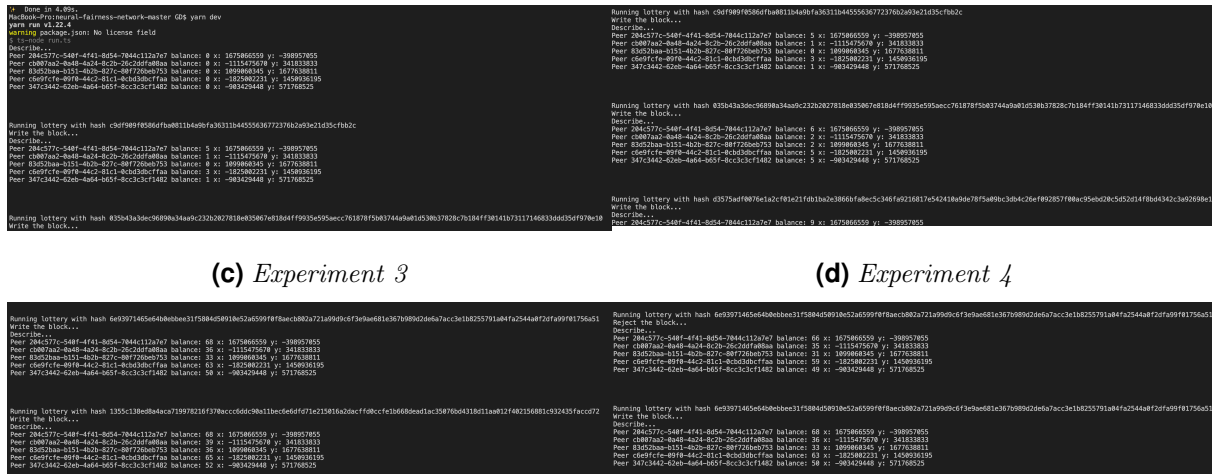 ✨ Done in 4.09s.
MacBook-Pro:neural-fairness-network-master GD$ yarn dev
yarn run v1.22.4
warning package.json: No license field
$ ts-node run.ts
Describe...
Peer 204c577c-540f-4f41-8d54-7044c112a7e7 balance: 0 x: 1675066559 y: -398957055
Peer cb007aa2-0a48-4a24-8c2b-26c2ddfa08aa balance: 0 x: -1115475670 y: 341833833
Peer 83d52baa-b151-4b2b-827c-80f726beb753 balance: 0 x: 1099060345 y: 1677638811
Peer c6e9fcfe-09f0-44c2-81c1-0cbd3dbcffaa balance: 0 x: -1825002231 y: 1450936195
Peer 347c3442-62eb-4a64-b65f-8cc3c3cf1482 balance: 0 x: -903429448 y: 571768525
Running lottery with hash c9df909f0586dfba0811b4a9bfa36311b44555636772376b2a93e21d35cfbb2c
Write the block...
Describe...
Peer 204c577c-540f-4f41-8d54-7044c112a7e7 balance: 5 x: 1675066559 y: -398957055
Peer cb007aa2-0a48-4a24-8c2b-26c2ddfa08aa balance: 1 x: -1115475670 y: 341833833
Peer 83d52baa-b151-4b2b-827c-80f726beb753 balance: 0 x: 1099060345 y: 1677638811
Peer c6e9fcfe-09f0-44c2-81c1-0cbd3dbcffaa balance: 3 x: -1825002231 y: 1450936195
Peer 347c3442-62eb-4a64-b65f-8cc3c3cf1482 balance: 1 x: -903429448 y: 571768525
Running lottery with hash 035b43a3dec96890a34aa9c232b2027818e035067e818d4ff9935e595aecc761878f5b03744a9a01d530b37828c7b184ff30141b73117146833ddd35df970e10
Write the block...
Running lottery with hash c9df909f0586dfba0811b4a9bfa36311b44555636772376b2a93e21d35cfbb2c
Write the block...
Describe...
Peer 204c577c-540f-4f41-8d54-7044c112a7e7 balance: 5 x: 1675066559 y: -398957055
Peer cb007aa2-0a48-4a24-8c2b-26c2ddfa08aa balance: 1 x: -1115475670 y: 341833833
Peer 83d52baa-b151-4b2b-827c-80f726beb753 balance: 0 x: 1099060345 y: 1677638811
Peer c6e9fcfe-09f0-44c2-81c1-0cbd3dbcffaa balance: 3 x: -1825002231 y: 1450936195
Peer 347c3442-62eb-4a64-b65f-8cc3c3cf1482 balance: 1 x: -903429448 y: 571768525
Running lottery with hash 035b43a3dec96890a34aa9c232b2027818e035067e818d4ff9935e595aecc761878f5b03744a9a01d530b37828c7b184ff30141b73117146833ddd35df970e10
Write the block...
Describe...
Peer 204c577c-540f-4f41-8d54-7044c112a7e7 balance: 6 x: 1675066559 y: -398957055
Peer cb007aa2-0a48-4a24-8c2b-26c2ddfa08aa balance: 2 x: -1115475670 y: 341833833
Peer 83d52baa-b151-4b2b-827c-80f726beb753 balance: 2 x: 1099060345 y: 1677638811
Peer c6e9fcfe-09f0-44c2-81c1-0cbd3dbcffaa balance: 5 x: -1825002231 y: 1450936195
Peer 347c3442-62eb-4a64-b65f-8cc3c3cf1482 balance: 5 x: -903429448 y: 571768525
Running lottery with hash
Write the block...
Describe...
Peer 204c577c-540f-4f41-8d54-7044c112a7e7 balance: 9 x: 1675066559 y: -398957055
(c) Experiment 3
(d) Experiment 4
Running lottery with hash
Write the block...
Describe...
Peer 204c577c-540f-4f41-8d54-7044c112a7e7 balance: 68 x: 1675066559 y: -398957055
Peer cb007aa2-0a48-4a24-8c2b-26c2ddfa08aa balance: 36 x: -1115475670 y: 341833833
Peer 83d52baa-b151-4b2b-827c-80f726beb753 balance: 33 x: 1099060345 y: 1677638811
Peer c6e9fcfe-09f0-44c2-81c1-0cbd3dbcffaa balance: 63 x: -1825002231 y: 1450936195
Peer 347c3442-62eb-4a64-b65f-8cc3c3cf1482 balance: 50 x: -903429448 y: 571768525
Running lottery with hash
Write the block...
Describe...
Peer 204c577c-540f-4f41-8d54-7044c112a7e7 balance: 68 x: 1675066559 y: -398957055
Peer cb007aa2-0a48-4a24-8c2b-26c2ddfa08aa balance: 39 x: -1115475670 y: 341833833
Peer 83d52baa-b151-4b2b-827c-80f726beb753 balance: 36 x: 1099060345 y: 1677638811
Peer c6e9fcfe-09f0-44c2-81c1-0cbd3dbcffaa balance: 65 x: -1825002231 y: 1450936195
Peer 347c3442-62eb-4a64-b65f-8cc3c3cf1482 balance: 52 x: -903429448 y: 571768525
Running lottery with hash
Reject the block...
Describe...
Peer 204c577c-540f-4f41-8d54-7044c112a7e7 balance: 66 x: 1675066559 y: -398957055
Peer cb007aa2-0a48-4a24-8c2b-26c2ddfa08aa balance: 35 x: -1115475670 y: 341833833
Peer 83d52baa-b151-4b2b-827c-80f726beb753 balance: 31 x: 1099060345 y: 1677638811
Peer c6e9fcfe-09f0-44c2-81c1-0cbd3dbcffaa balance: 59 x: -1825002231 y: 1450936195
Peer 347c3442-62eb-4a64-b65f-8cc3c3cf1482 balance: 49 x: -903429448 y: 571768525
Running lottery with hash
Write the block...
Describe...
Peer 204c577c-540f-4f41-8d54-7044c112a7e7 balance: 68 x: 1675066559 y: -398957055
Peer cb007aa2-0a48-4a24-8c2b-26c2ddfa08aa balance: 36 x: -1115475670 y: 341833833
Peer 83d52baa-b151-4b2b-827c-80f726beb753 balance: 33 x: 1099060345 y: 1677638811
Peer c6e9fcfe-09f0-44c2-81c1-0cbd3dbcffaa balance: 63 x: -1825002231 y: 1450936195
Peer 347c3442-62eb-4a64-b65f-8cc3c3cf1482 balance: 50 x: -903429448 y: 571768525